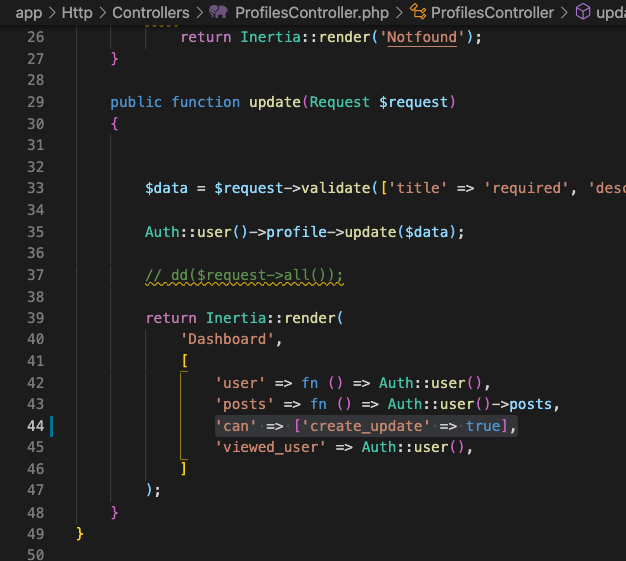 app > Http > Controllers > ProfilesController.php > ProfilesController > upda
26 return Inertia::render('Notfound');
27 }
28
29 public function update(Request $request)
30 {
31
32
33 $data = $request->validate(['title' => 'required', 'desc
34
35 Auth::user()->profile->update($data);
36
37 // dd($request->all());
38
39 return Inertia::render(
40 'Dashboard',
41 [
42 'user' => fn () => Auth::user(),
43 'posts' => fn () => Auth::user()->posts,
44 'can' => ['create_update' => true],
45 'viewed_user' => Auth::user(),
46 ]
47 );
48 }
49 }
50